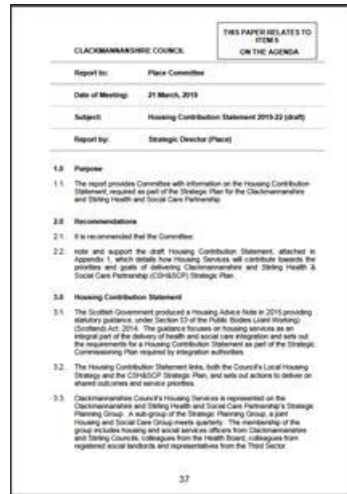 THIS PAPER RELATES TO
ITEM 5
ON THE AGENDA
CLACKMANNANSHIRE COUNCIL
Report to: Place Committee
Date of Meeting: 21 March, 2019
Subject: Housing Contribution Statement 2019-22 (draft)
Report by: Strategic Director (Place)
1.0 Purpose
1.1. The report provides Committee with information on the Housing Contribution
Statement, required as part of the Strategic Plan for the Clackmannanshire
and Stirling Health and Social Care Partnership.
2.0 Recommendations
2.1. It is recommended that the Committee:
2.2. note and support the draft Housing Contribution Statement, attached in
Appendix 1, which details how Housing Services will contribute towards the
priorities and goals of delivering Clackmannanshire and Stirling Health &
Social Care Partnership (CSH&SCP) Strategic Plan.
3.0 Housing Contribution Statement
3.1. The Scottish Government produced a Housing Advice Note in 2015 providing
statutory guidance, under Section 53 of the Public Bodies (Joint Working)
(Scotland) Act, 2014. The guidance focuses on housing services as an
integral part of the delivery of health and social care integration and sets out
the requirements for a Housing Contribution Statement as part of the Strategic
Commissioning Plan required by integration authorities.
3.2. The Housing Contribution Statement links, both the Council's Local Housing
Strategy and the CSH&SCP Strategic Plan, and sets out actions to deliver on
shared outcomes and service priorities.
3.3. Clackmannanshire Council's Housing Services is represented on the
Clackmannanshire and Stirling Health and Social Care Partnership's Strategic
Planning Group. A sub-group of the Strategic Planning Group, a joint
Housing and Social Care Group meets quarterly. The membership of the
group includes housing and social services officers from Clackmannanshire
and Stirling Councils, colleagues from the Health Board, colleagues from
registered social landlords and representatives from the Third Sector.
37